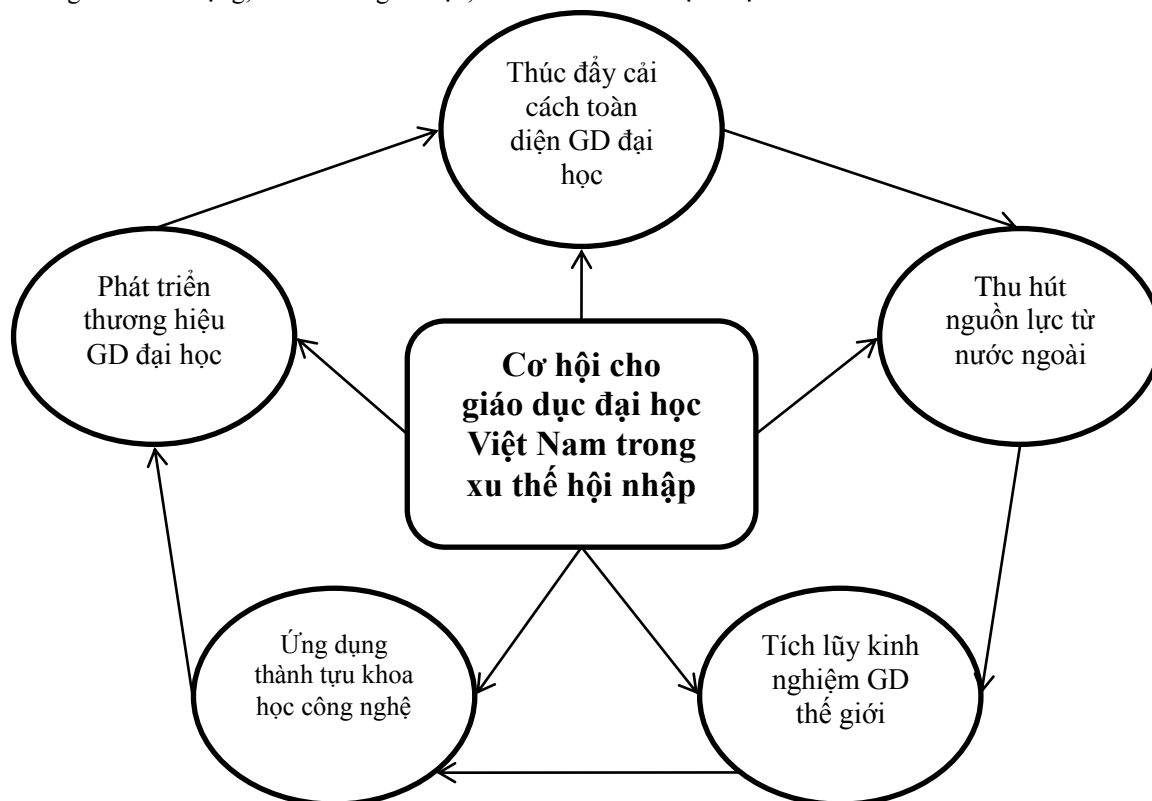 Thúc đẩy cải
cách toàn
diện GD đại
học
Phát triển
thương hiệu
GD đại học
Thu hút
nguồn lực từ
nước ngoài
Cơ hội cho
giáo dục đại học
Việt Nam trong
xu thế hội nhập
Ứng dụng
thành tựu khoa
học công nghệ
Tích lũy kinh
nghiệm GD
thế giới